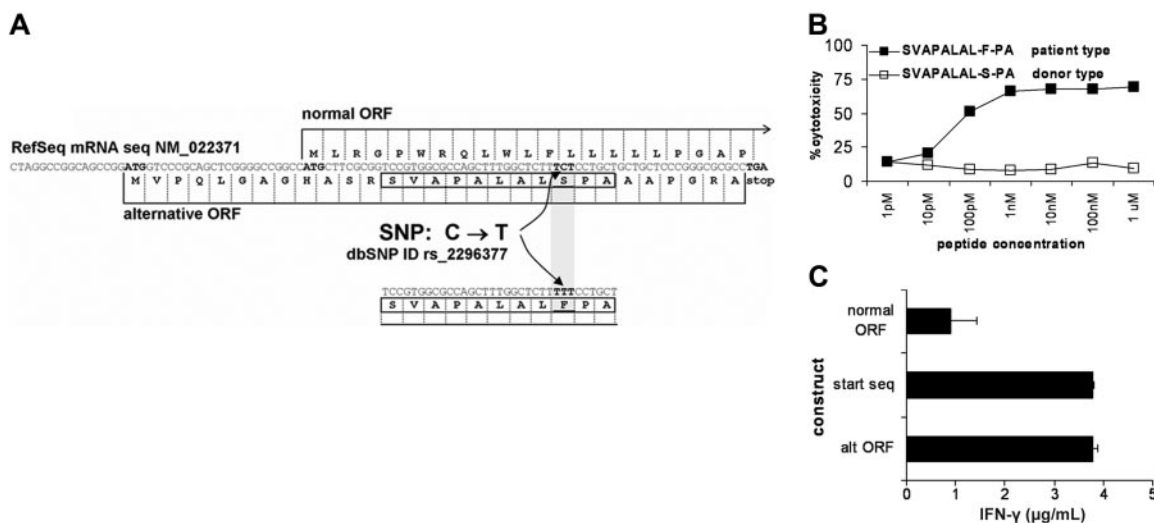 A
normal ORF
RefSeq mRNA seq NM_022371
M L R G P W R Q L W L F L L L L L P G A P
CTAGGCCGGCAGCCGGATGGTCCCGCAGCTCGGGGCCGGCCATGCTTCGCGGTCCGTGGCGCCAGCTTTGGCTCTTTCTCCTGCTGCTGCTCCCGGGCGCGCCTGA
M V P Q L G A G H A S R S V A P A L A L S P A A A P G R A stop
alternative ORF
SNP: C → T
dbSNP ID rs_2296377
TCCGTGGCGCCAGCTTTGGCTCTTTTTCCTGCT
S V A P A L A L F P A
B
SVAPALAL-F-PA patient type
SVAPALAL-S-PA donor type
%cytotoxicity
100
75
50
25
0
1pM
10pM
100pM
1nM
10nM
100nM
1 uM
peptide concentration
C
construct
normal ORF
start seq
alt ORF
0 1 2 3 4 5
IFN-γ (µg/mL)